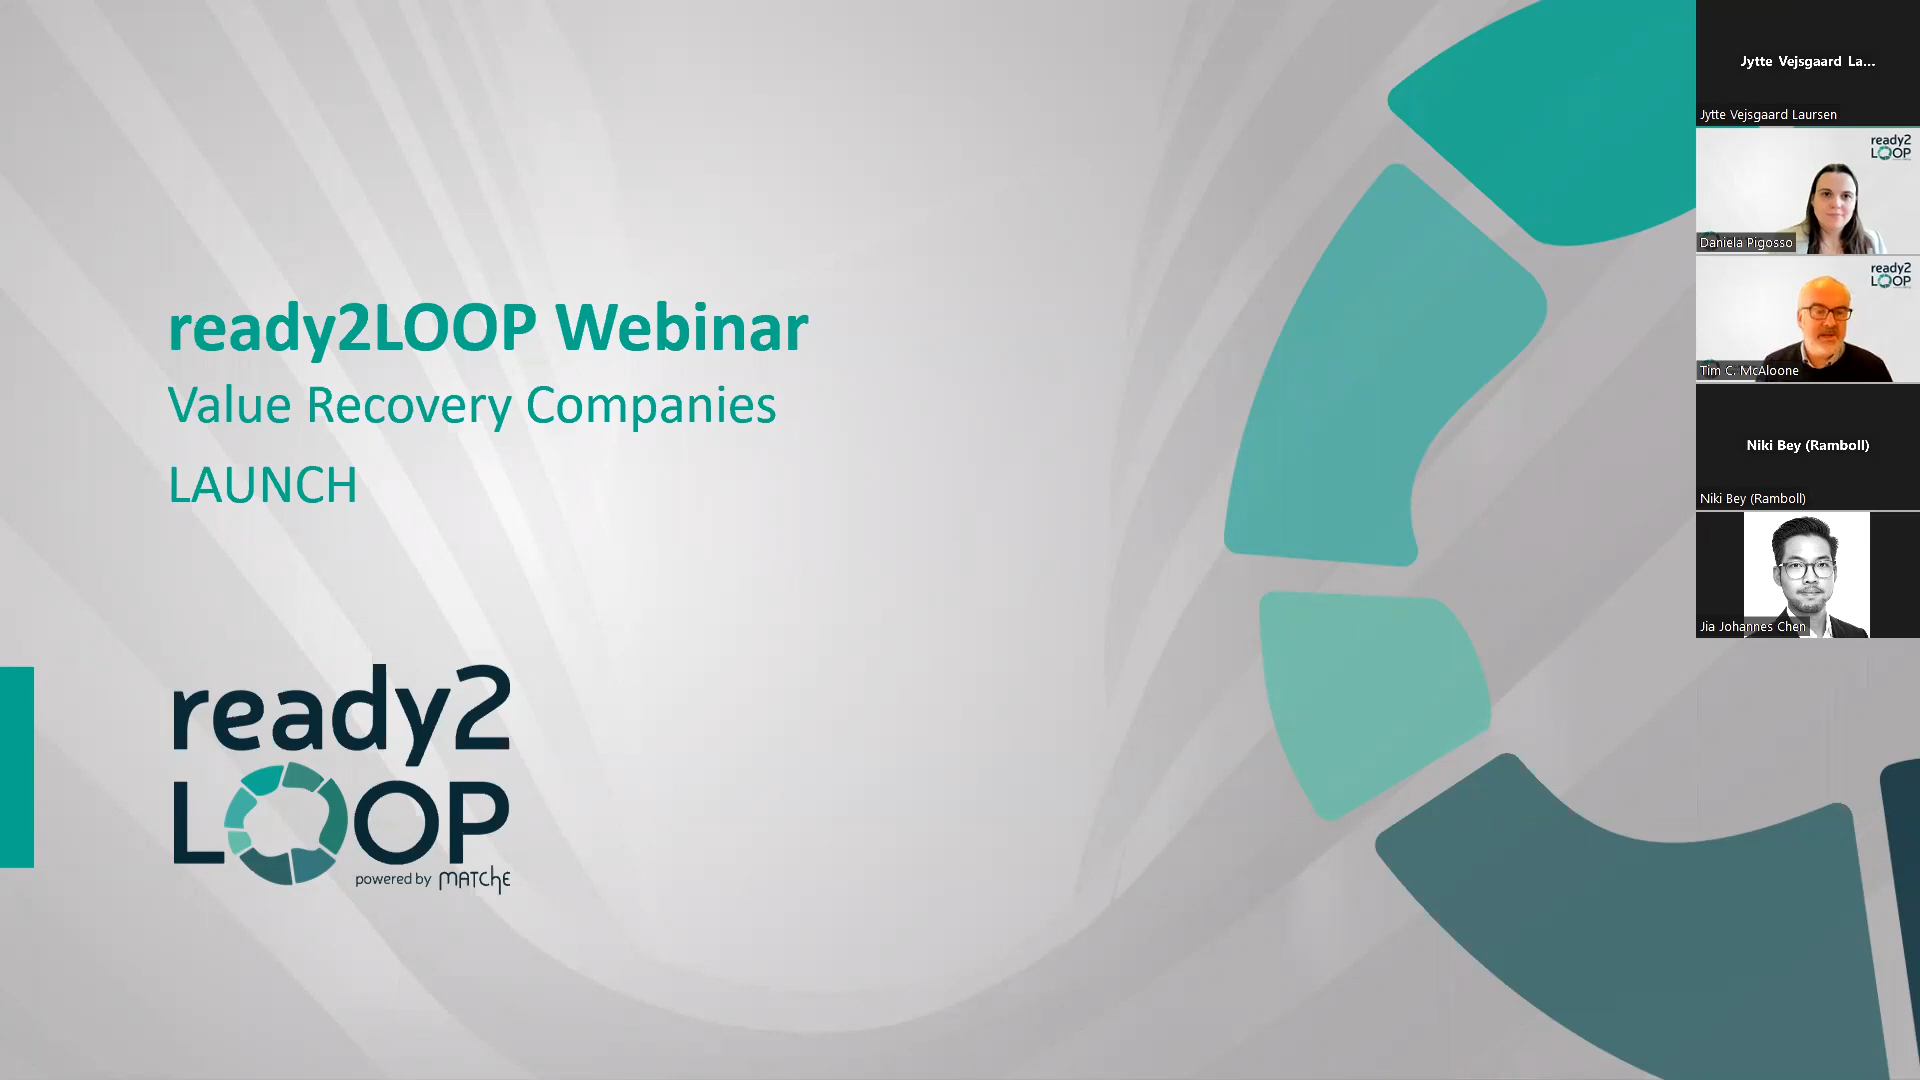 ready2LOOP Webinar
Value Recovery Companies
LAUNCH
ready2
LOOP
powered by MATChe
Jytte Vejsgaard La...
Jytte Vejsgaard Laursen
ready2
LOOP
Daniela Pigosso
ready2
LOOP
Tim C. McAloone
Niki Bey (Ramboll)
Niki Bey (Ramboll)
Jia Johannes Chen